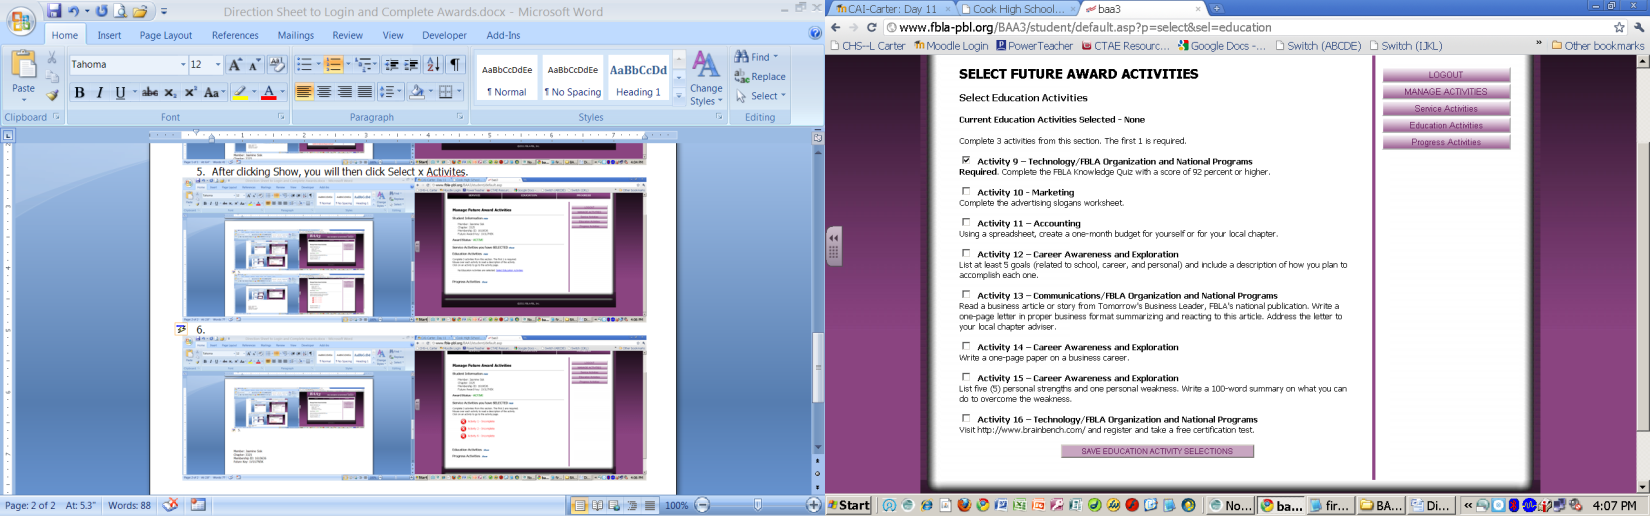 Direction Sheet to Login and Complete Awards.docx - Microsoft Word
Home Insert Page Layout References Mailings Review View Developer Add-Ins
Tahoma 12
Paste
AaBbCcDdEe AaBbCcDdEe AaBbCcDd
¶ Normal ¶ No Spacing Heading 1
Change Styles
Find
Replace
Select
Clipboard Font Paragraph Styles Editing
5. After clicking Show, you will then click Select x Activites.
6.
Page: 2 of 2 At: 5.3" Words: 88 100%
CAI-Carter: Day 11 Cook High School... baa3
www.fbla-pbl.org/BAA3/student/default.asp?p=select&sel=education
CHS--L Carter Moodle Login PowerTeacher CTAE Resourc... Google Docs -... Switch (ABCDE) Switch (IJKL) » Other bookmarks
SELECT FUTURE AWARD ACTIVITIES
Select Education Activities
Current Education Activities Selected - None
Complete 3 activities from this section. The first 1 is required.
Activity 9 – Technology/FBLA Organization and National Programs
Required. Complete the FBLA Knowledge Quiz with a score of 92 percent or higher.
Activity 10 - Marketing
Complete the advertising slogans worksheet.
Activity 11 – Accounting
Using a spreadsheet, create a one-month budget for yourself or for your local chapter.
Activity 12 – Career Awareness and Exploration
List at least 5 goals (related to school, career, and personal) and include a description of how you plan to
accomplish each one.
Activity 13 – Communications/FBLA Organization and National Programs
Read a business article or story from Tomorrow's Business Leader, FBLA's national publication. Write a
one-page letter in proper business format summarizing and reacting to this article. Address the letter to
your local chapter adviser.
Activity 14 – Career Awareness and Exploration
Write a one-page paper on a business career.
Activity 15 – Career Awareness and Exploration
List five (5) personal strengths and one personal weakness. Write a 100-word summary on what you can
do to overcome the weakness.
Activity 16 – Technology/FBLA Organization and National Programs
Visit http://www.brainbench.com/ and register and take a free certification test.
SAVE EDUCATION ACTIVITY SELECTIONS
LOGOUT
MANAGE ACTIVITIES
Service Activities
Education Activities
Progress Activities
Start No... ba... fir... BA... Di... « 4:07 PM